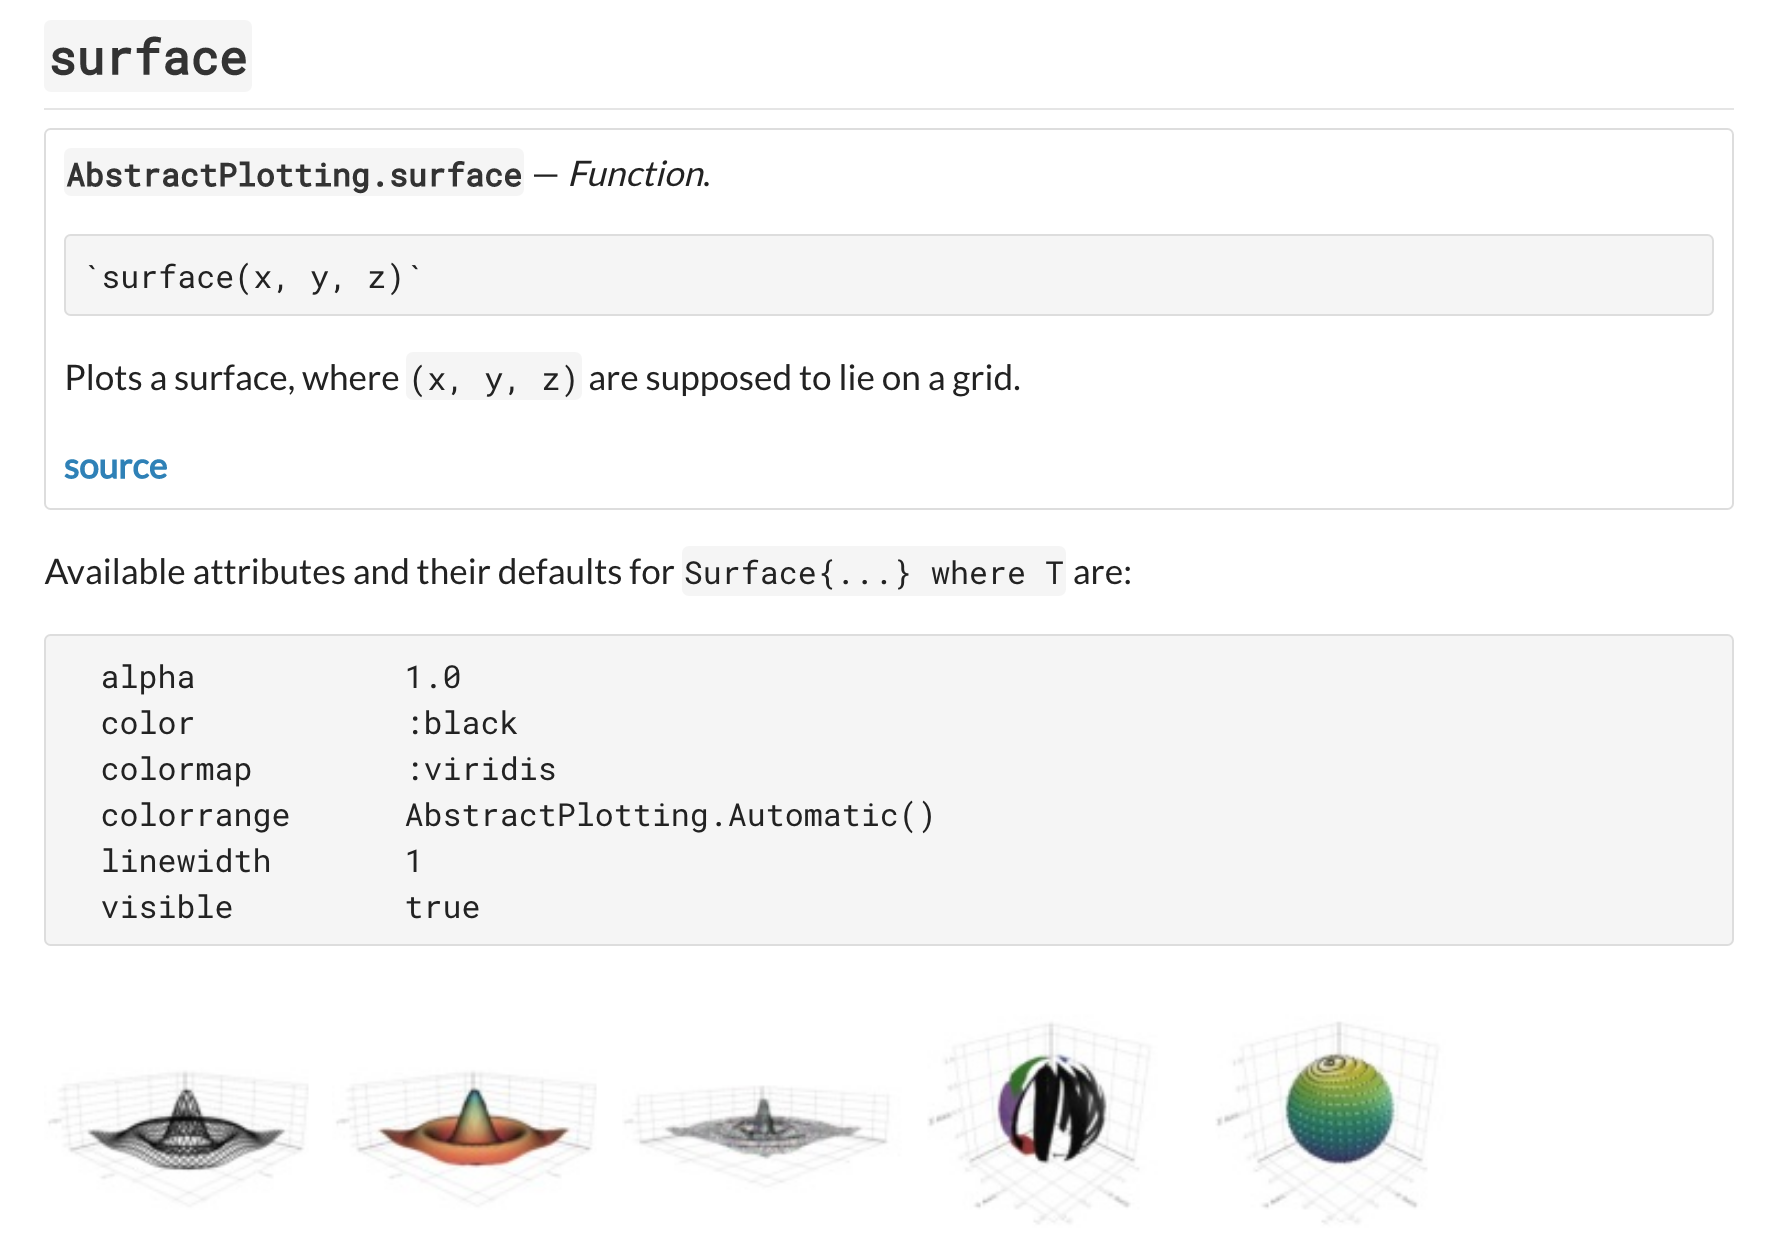 surface
AbstractPlotting.surface — Function.
`surface(x, y, z)`
Plots a surface, where (x, y, z) are supposed to lie on a grid.
source
Available attributes and their defaults for Surface{...} where T are:
alpha 1.0
color :black
colormap :viridis
colorrange AbstractPlotting.Automatic()
linewidth 1
visible true